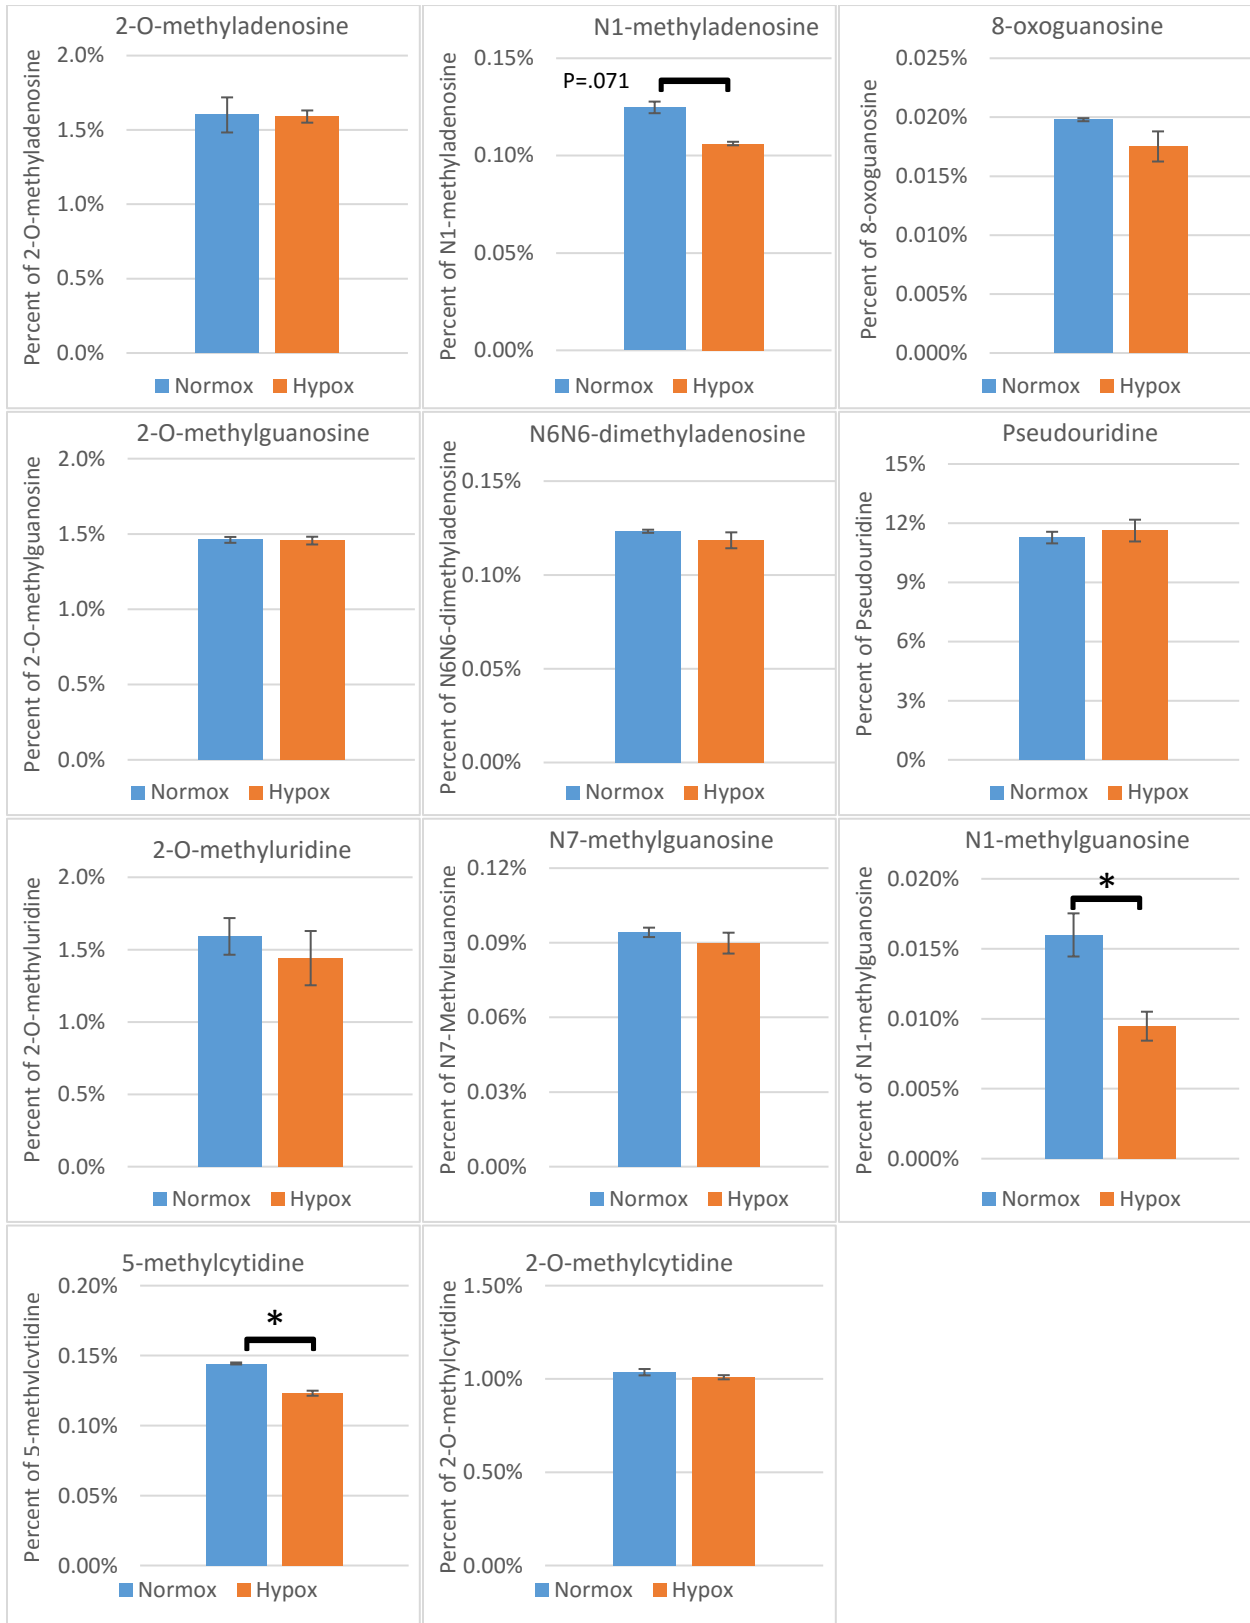 2-O-methyladenosine
Percent of 2-O-methyladenosine
2.0%
1.5%
1.0%
0.5%
0.0%
Normox Hypox
N1-methyladenosine
Percent of N1-methyladenosine
0.15%
0.10%
0.05%
0.00%
P=.071
Normox Hypox
8-oxoguanosine
Percent of 8-oxoguanosine
0.025%
0.020%
0.015%
0.010%
0.005%
0.000%
Normox Hypox
2-O-methylguanosine
Percent of 2-O-methylguanosine
2.0%
1.5%
1.0%
0.5%
0.0%
Normox Hypox
N6N6-dimethyladenosine
Percent of N6N6-dimethyladenosine
0.15%
0.10%
0.05%
0.00%
Normox Hypox
Pseudouridine
Percent of Pseudouridine
15%
12%
9%
6%
3%
0%
Normox Hypox
2-O-methyluridine
Percent of 2-O-methyluridine
2.0%
1.5%
1.0%
0.5%
0.0%
Normox Hypox
N7-methylguanosine
Percent of N7-Methylguanosine
0.12%
0.09%
0.06%
0.03%
0.00%
Normox Hypox
N1-methylguanosine
Percent of N1-methylguanosine
0.020%
0.015%
0.010%
0.005%
0.000%
*
Normox Hypox
5-methylcytidine
Percent of 5-methylcytidine
0.20%
0.15%
0.10%
0.05%
0.00%
*
Normox Hypox
2-O-methylcytidine
Percent of 2-O-methylcytidine
1.50%
1.00%
0.50%
0.00%
Normox Hypox